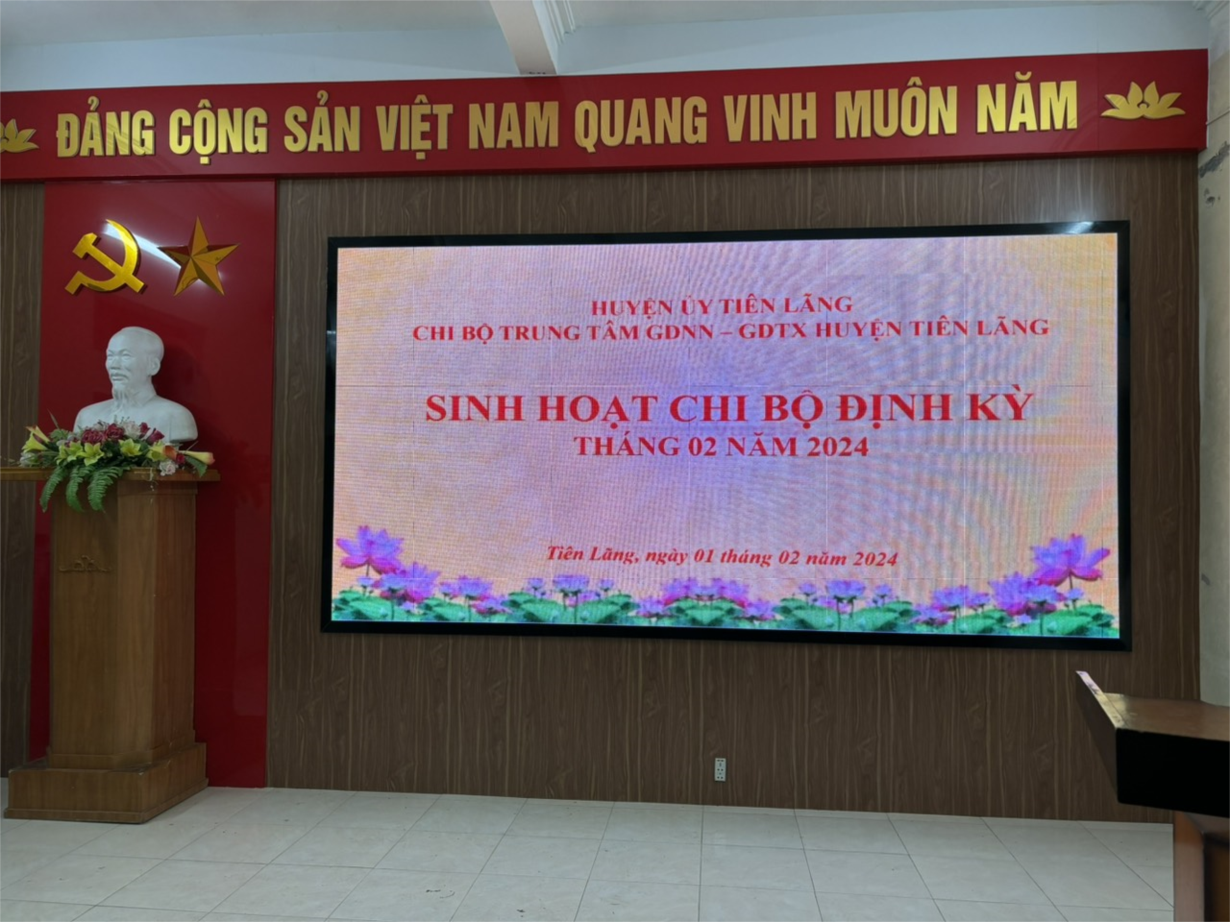 ĐẢNG CỘNG SẢN VIỆT NAM QUANG VINH MUÔN NĂM
HUYỆN ỦY TIÊN LÃNG
CHI BỘ TRUNG TÂM GDNN – GDTX HUYỆN TIÊN LÃNG
SINH HOẠT CHI BỘ ĐỊNH KỲ
THÁNG 02 NĂM 2024
Tiên Lãng, ngày 01 tháng 02 năm 2024